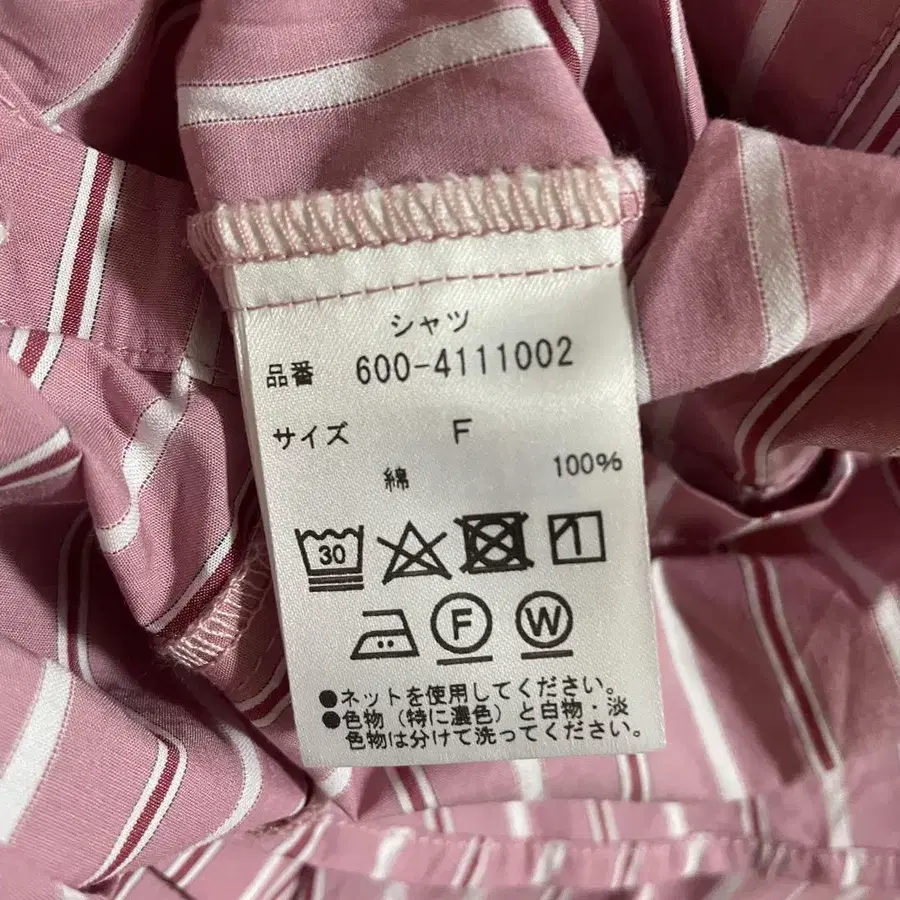 シャツ
品番 600-4111002
サイズ F
綿 100%
30
F W
●ネットを使用してください。
●色物（特に濃色）と白物・淡
色物は分けて洗ってください。